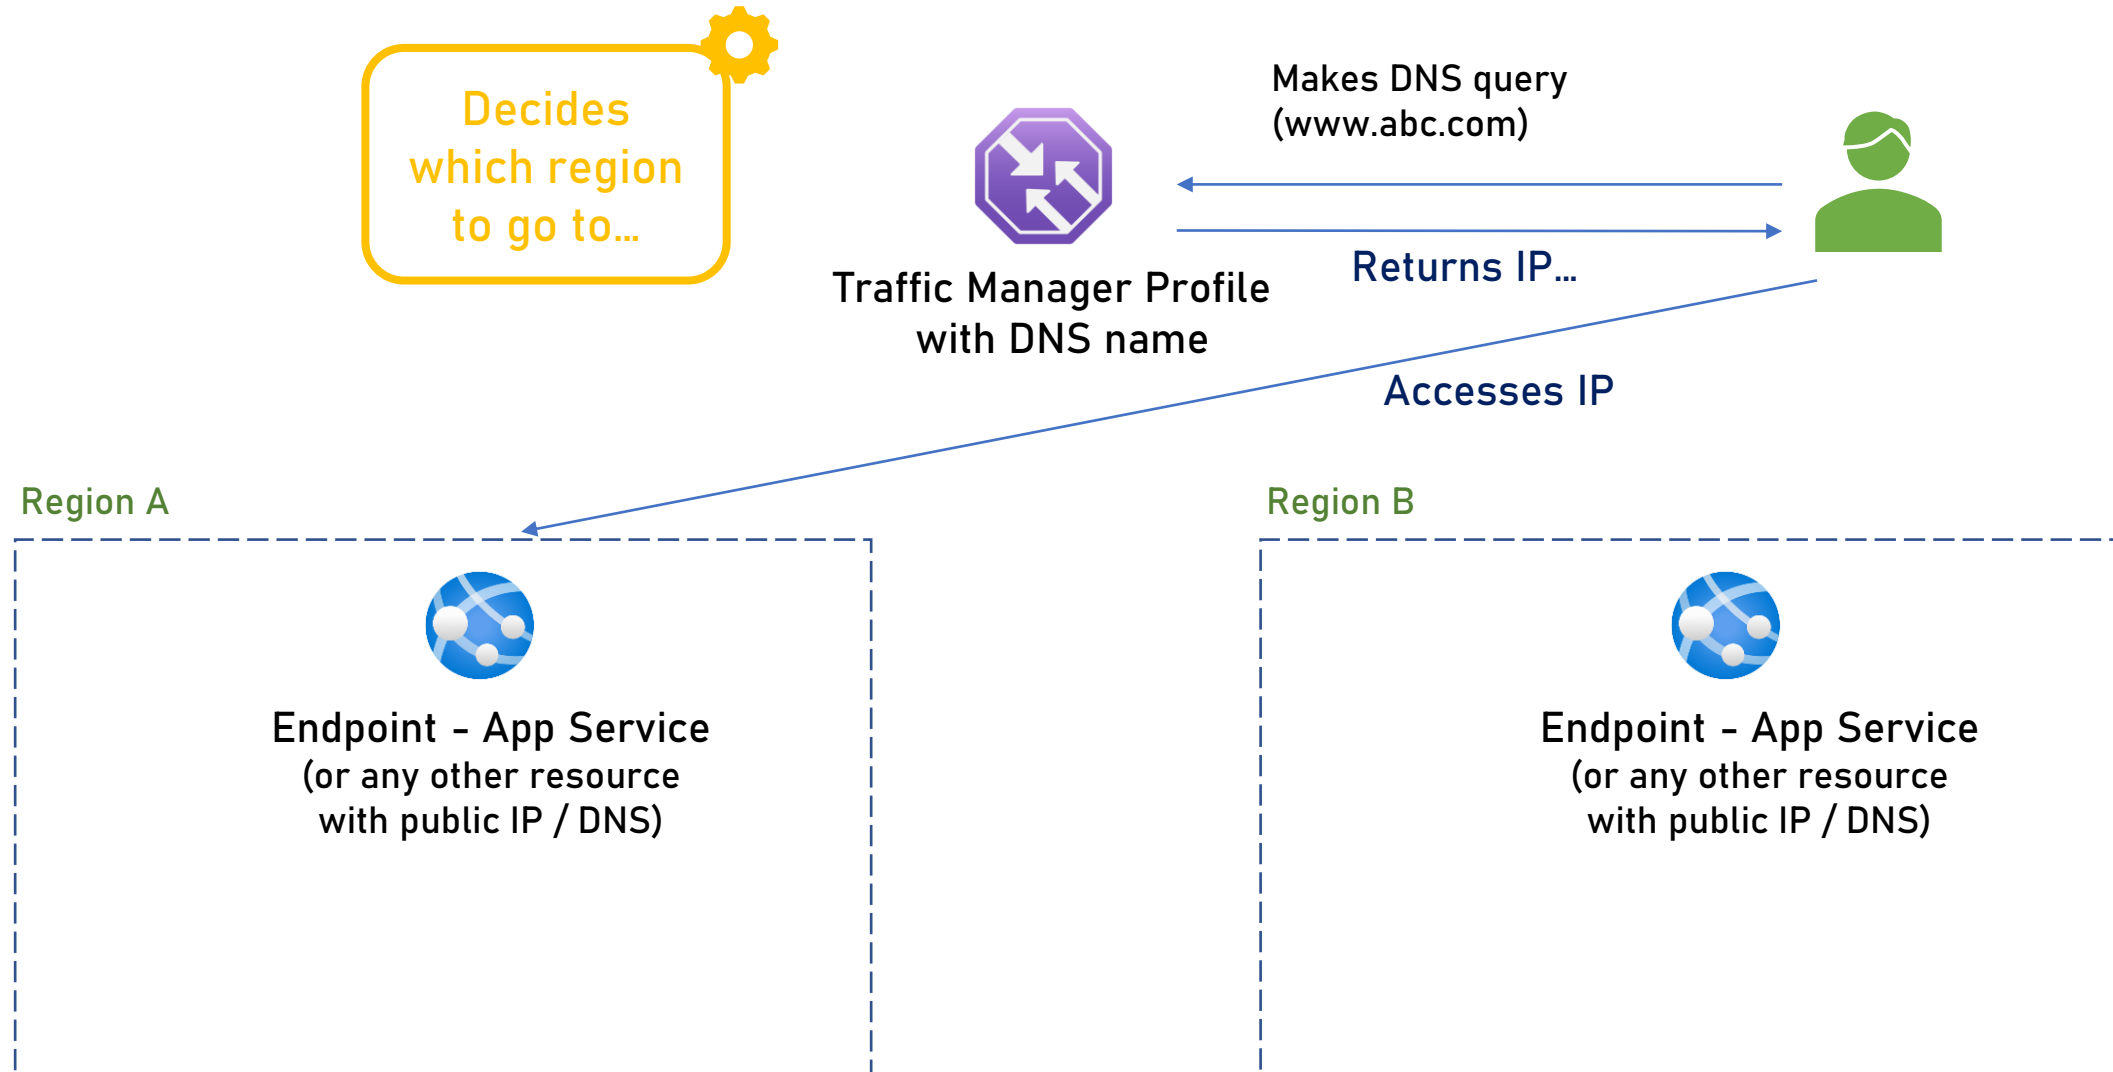 Decides
which region
to go to...
Makes DNS query
(www.abc.com)
Returns IP...
Traffic Manager Profile
with DNS name
Accesses IP
Region A
Endpoint - App Service
(or any other resource
with public IP / DNS)
Region B
Endpoint - App Service
(or any other resource
with public IP / DNS)